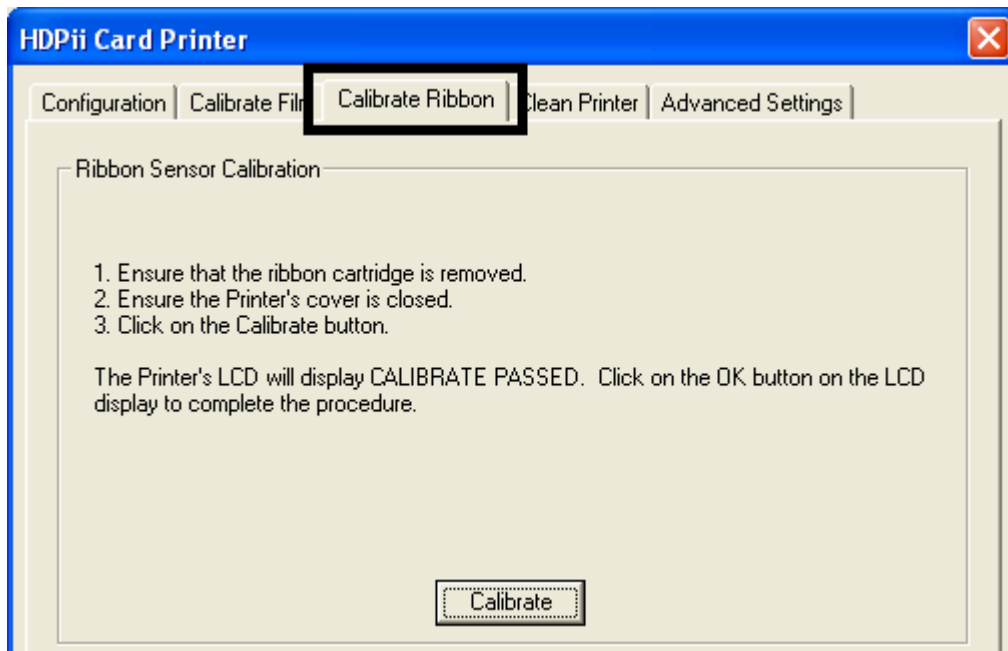 HDPii Card Printer
Configuration
Calibrate Ribbon
Printer
Advanced Settings
Calibrate
Ribbon Sensor Calibration
1. Ensure that the ribbon cartridge is removed.
2. Ensure the Printer's cover is closed.
3. Click on the Calibrate button.
The Printer's LCD will display CALIBRATE PASSED. Click on the OK button on the LCD
display to complete the procedure.
Calibrate